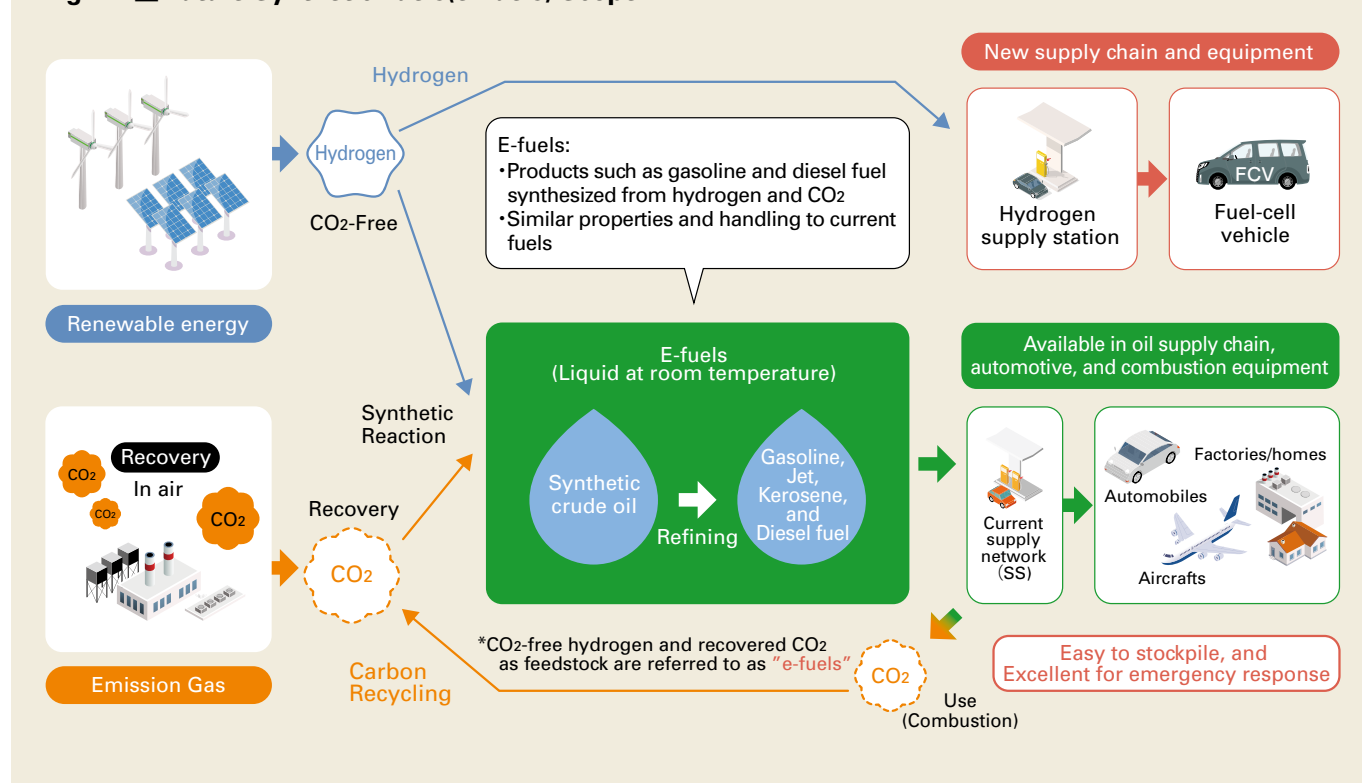 Hydrogen
New supply chain and equipment
Hydrogen
CO2-Free
E-fuels:
・Products such as gasoline and diesel fuel
synthesized from hydrogen and CO2
・Similar properties and handling to current
fuels
Hydrogen
supply station
FCV
Fuel-cell
vehicle
Renewable energy
E-fuels
(Liquid at room temperature)
Available in oil supply chain,
automotive, and combustion equipment
Synthetic
Reaction
Recovery
In air
CO2
CO2
CO2
Recovery
CO2
Synthetic
crude oil
Refining
Gasoline,
Jet,
Kerosene,
and
Diesel fuel
Current
supply
network
(SS)
Automobiles
Factories/homes
Aircrafts
Emission Gas
Carbon
Recycling
*CO2-free hydrogen and recovered CO2
as feedstock are referred to as "e-fuels"
CO2
Use
(Combustion)
Easy to stockpile, and
Excellent for emergency response